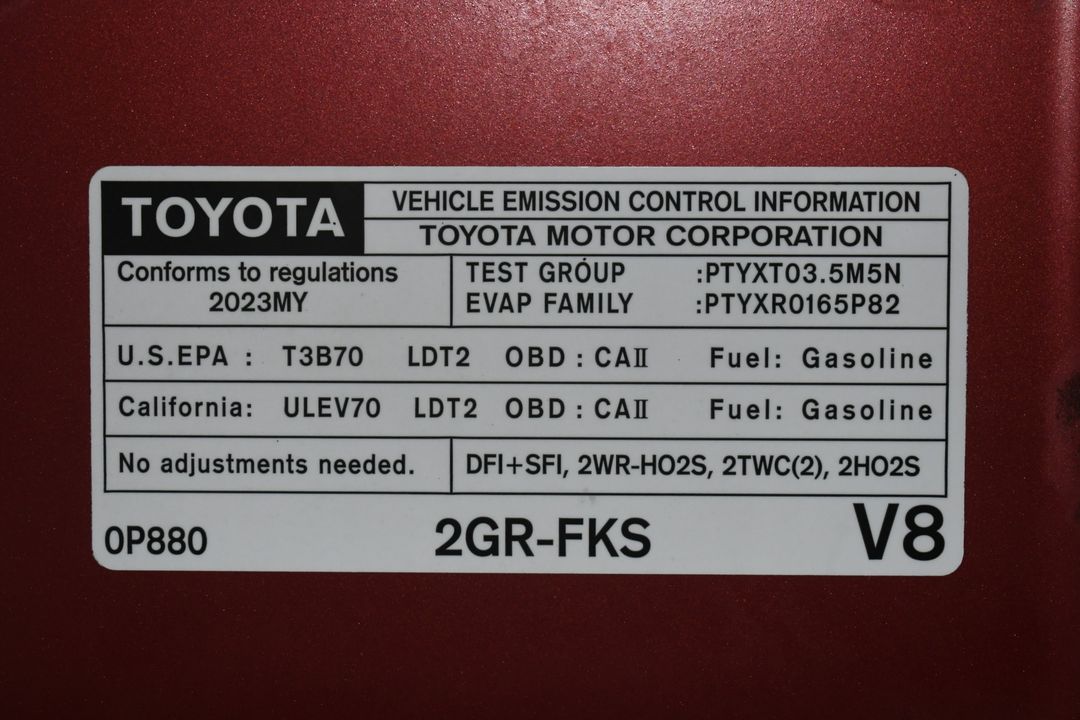 TOYOTA VEHICLE EMISSION CONTROL INFORMATION
TOYOTA MOTOR CORPORATION
Conforms to regulations
2023MY
TEST GROUP :PTYXT03.5M5N
EVAP FAMILY :PTYXR0165P82
U.S.EPA : T3B70 LDT2 OBD : CAⅡ Fuel: Gasoline
California: ULEV70 LDT2 OBD : CAⅡ Fuel: Gasoline
No adjustments needed. DFI+SFI, 2WR-HO2S, 2TWC(2), 2HO2S
0P880 2GR-FKS V8